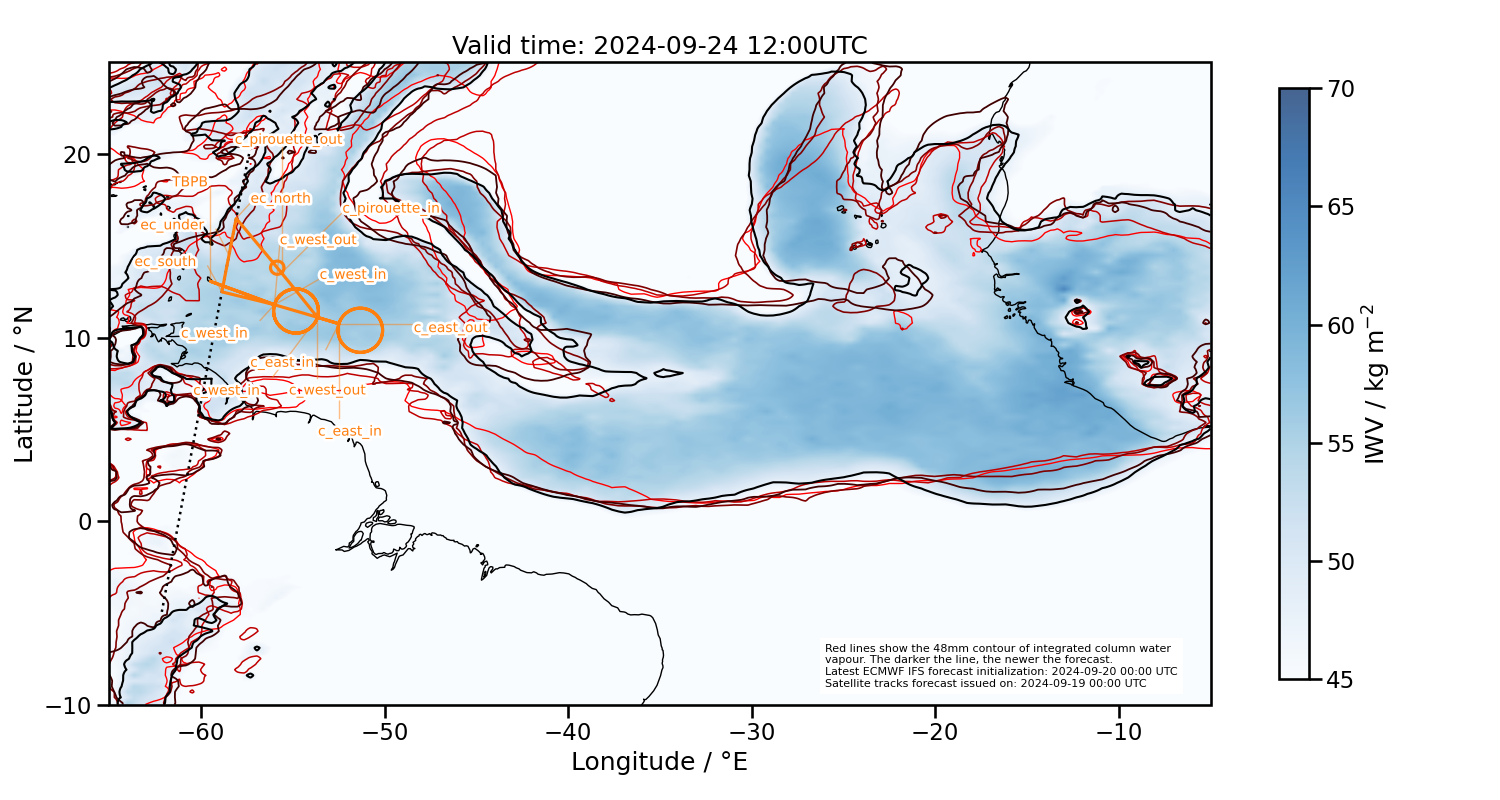 Valid time: 2024-09-24 12:00UTC
c_pirouette_out
TBPB
ec_north
c_pirouette_in
ec_under
c_west_out
ec_south
c_west_in
c_west_in
c_east_out
c_east_in
c_west_in
c_west_out
c_east_in
20
10
0
−10
Latitude / °N
−60
−50
−40
−30
−20
−10
Longitude / °E
Red lines show the 48mm contour of integrated column water
vapour. The darker the line, the newer the forecast.
Latest ECMWF IFS forecast initialization: 2024-09-20 00:00 UTC
Satellite tracks forecast issued on: 2024-09-19 00:00 UTC
70
65
60
55
50
45
IWV / kg m⁻²